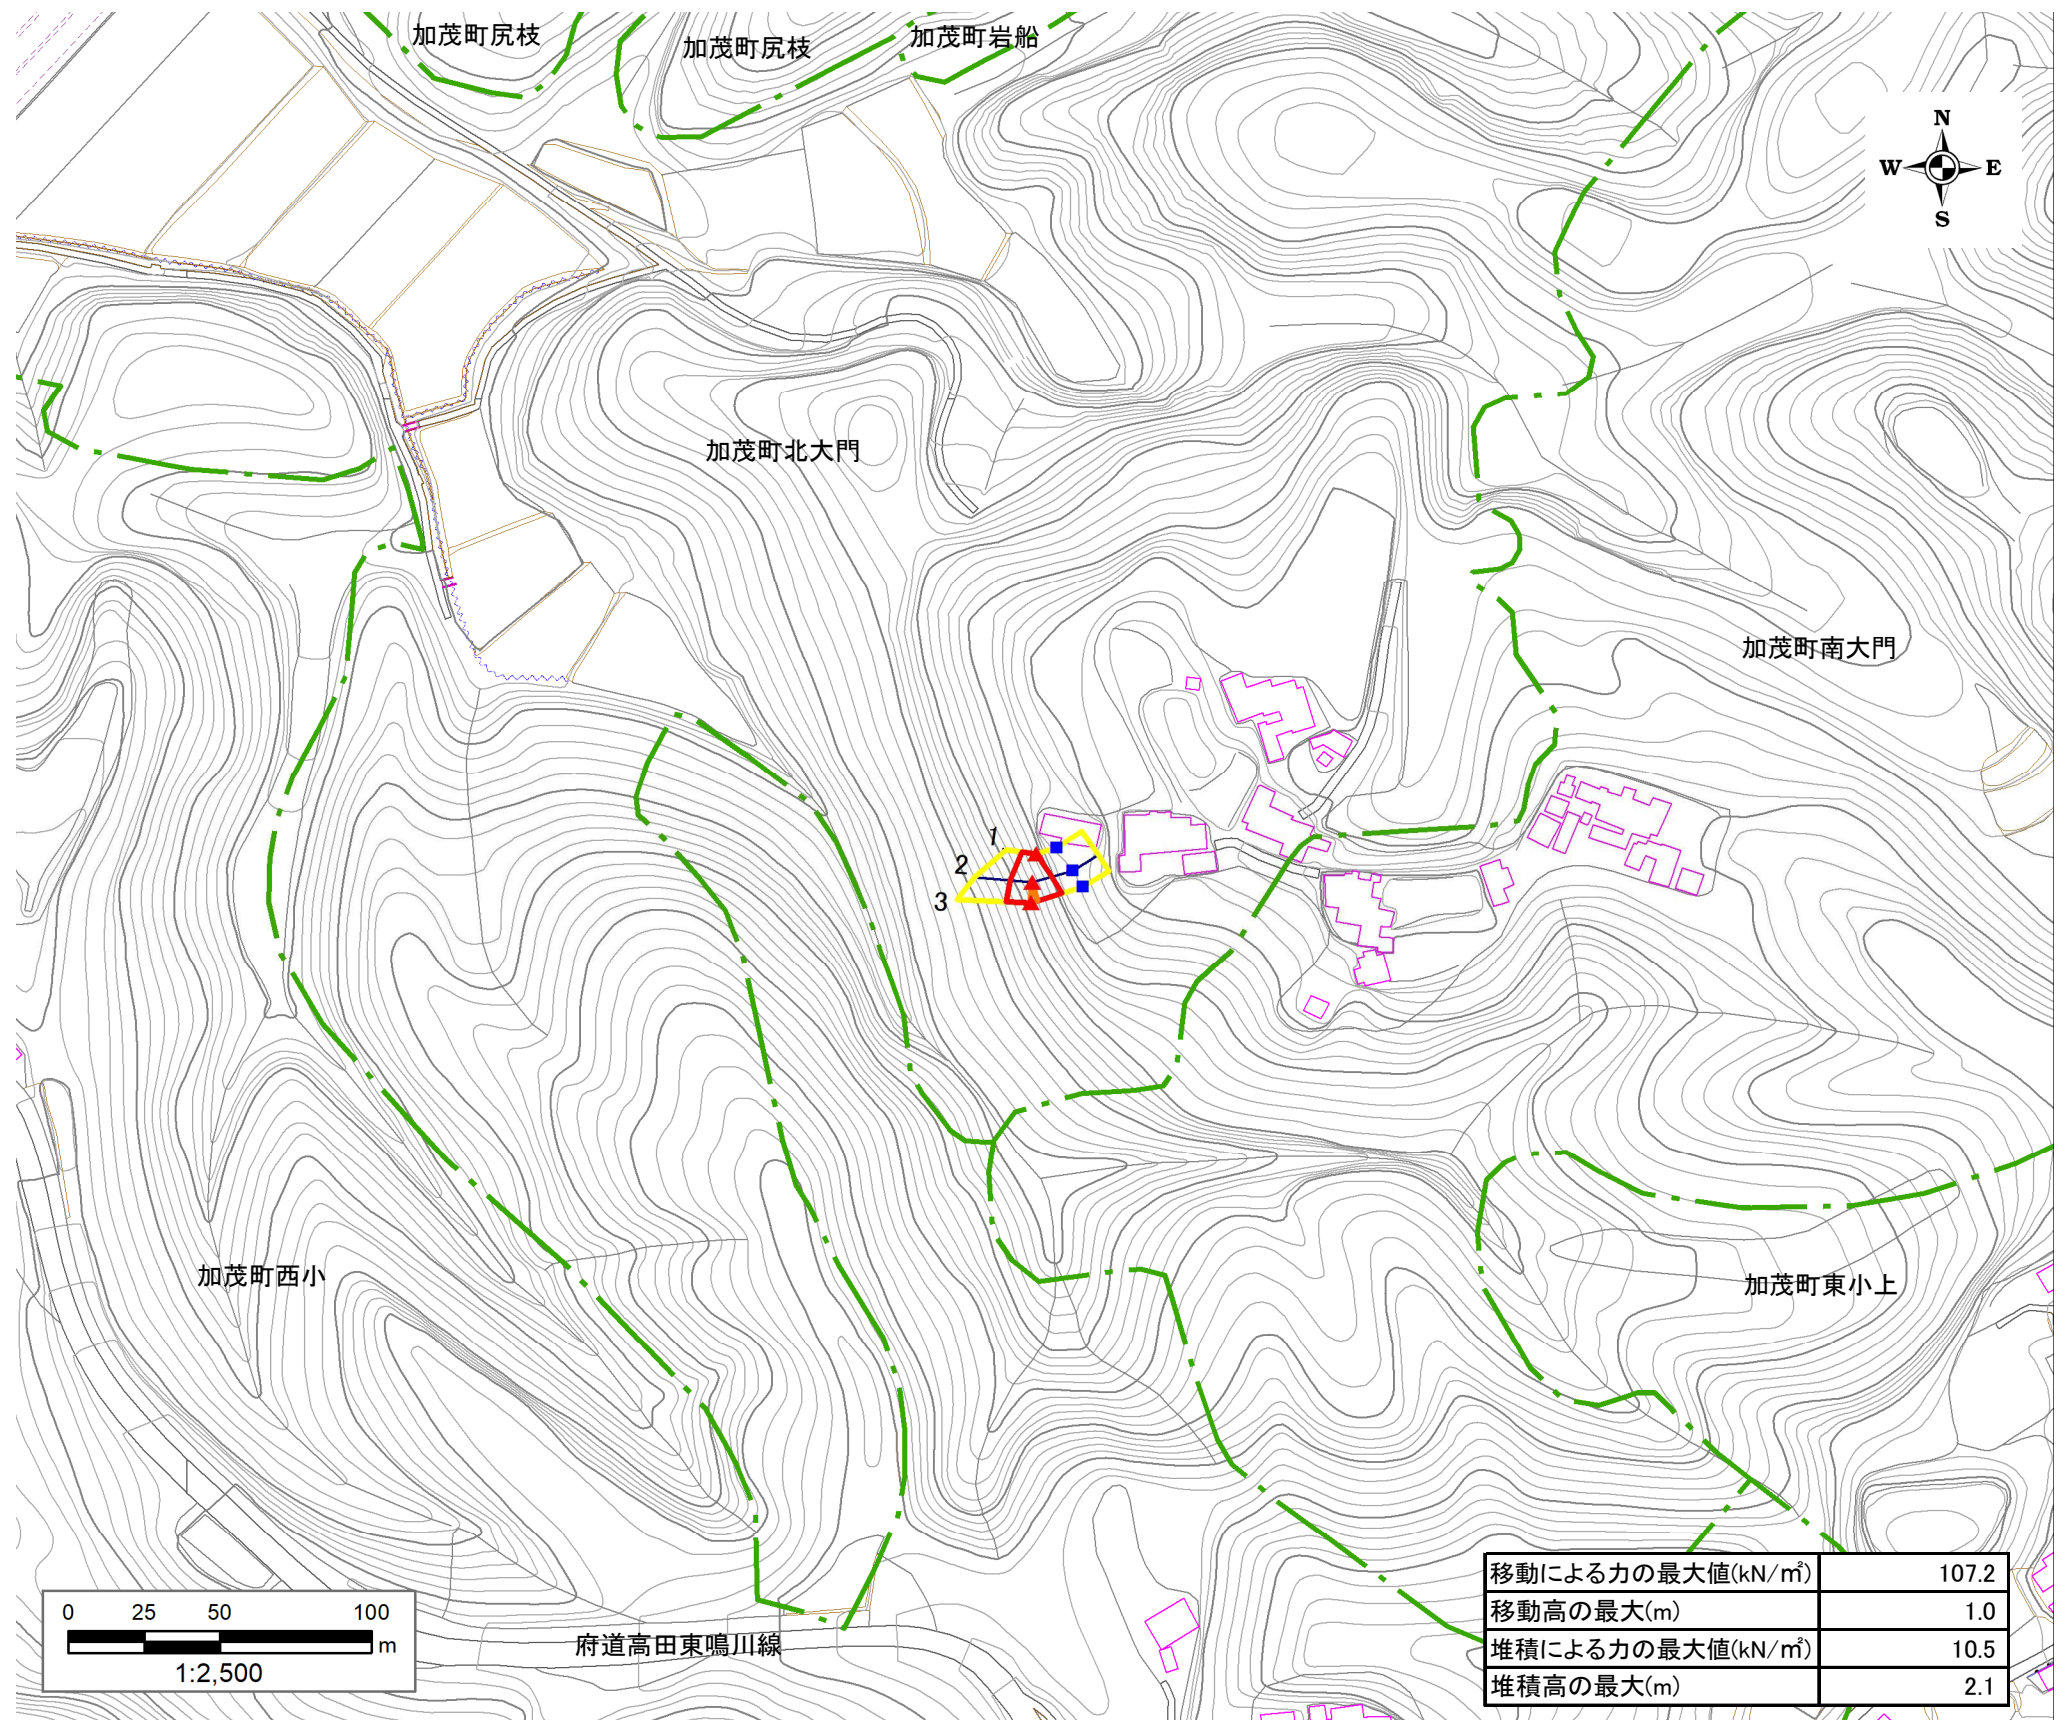 加茂町尻枝
加茂町尻枝
加茂町岩船
N
W E
S
加茂町北大門
加茂町南大門
1
2
3
加茂町西小
加茂町東小上
府道高田東鳴川線
0 25 50 100
m
1:2,500
移動による力の最大値(kN/㎡) 107.2
移動高の最大(m) 1.0
堆積による力の最大値(kN/㎡) 10.5
堆積高の最大(m) 2.1